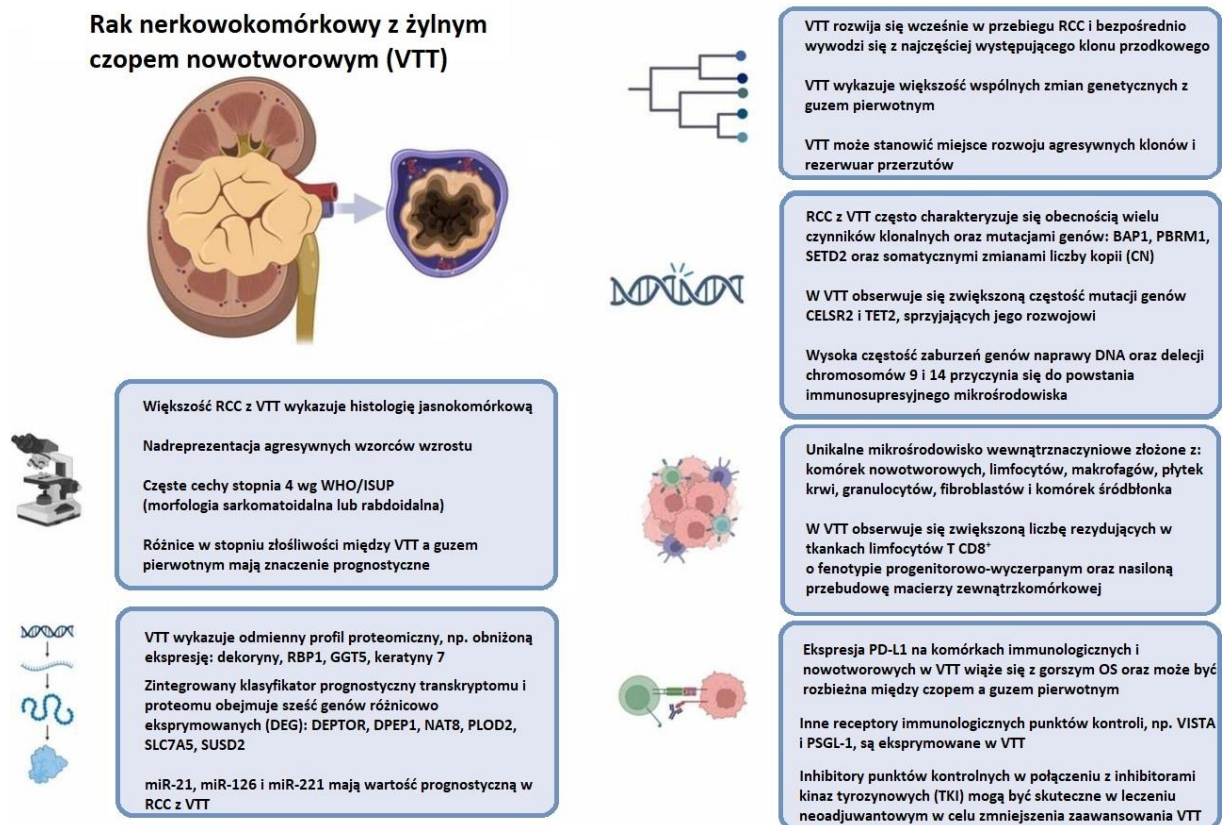 Rak nerkowokomórkowy z żylnym
czopem nowotworowym (VTT)
Większość RCC z VTT wykazuje histologię jasnokomórkową
Nadreprezentacja agresywnych wzorców wzrostu
Częste cechy stopnia 4 wg WHO/ISUP
(morfologia sarkomatoidalna lub rabdoidalna)
Różnice w stopniu złośliwości między VTT a guzem
pierwotnym mają znaczenie prognostyczne
VTT wykazuje odmienny profil proteomiczny, np. obniżoną
ekspresję: dekoryny, RBP1, GGT5, keratyny 7
Zintegrowany klasyfikator prognostyczny transkryptomu i
proteomu obejmuje sześć genów różnicowo
eksprymowanych (DEG): DEPTOR, DPEP1, NAT8, PLOD2,
SLC7A5, SUSD2
miR-21, miR-126 i miR-221 mają wartość prognostyczną w
RCC z VTT
VTT rozwija się wcześnie w przebiegu RCC i bezpośrednio
wywodzi się z najczęściej występującego klonu przodkowego
VTT wykazuje większość wspólnych zmian genetycznych z
guzem pierwotnym
VTT może stanowić miejsce rozwoju agresywnych klonów i
rezerwuar przerzutów
RCC z VTT często charakteryzuje się obecnością wielu
czynników klonalnych oraz mutacjami genów: BAP1, PBRM1,
SETD2 oraz somatycznymi zmianami liczby kopii (CN)
W VTT obserwuje się zwiększoną częstość mutacji genów
CELSR2 i TET2, sprzyjających jego rozwojowi
Wysoka częstość zaburzeń genów naprawy DNA oraz delecji
chromosomów 9 i 14 przyczynia się do powstania
immunosupresyjnego mikrośrodowiska
Unikalne mikrośrodowisko wewnątrznaczyniowe złożone z:
komórek nowotworowych, limfocytów, makrofagów, płytek
krwi, granulocytów, fibroblastów i komórek śródbłonka
W VTT obserwuje się zwiększoną liczbę rezydujących w
tkankach limfocytów T CD8⁺
o fenotypie progenitorowo-wyczerpanym oraz nasiloną
przebudowę macierzy zewnątrzkomórkowej
Ekspresja PD-L1 na komórkach immunologicznych i
nowotworowych w VTT wiąże się z gorszym OS oraz może być
rozbieżna między czopem a guzem pierwotnym
Inne receptory immunologicznych punktów kontroli, np. VISTA
i PSGL-1, są eksprymowane w VTT
Inhibitory punktów kontrolnych w połączeniu z inhibitorami
kinaz tyrozynowych (TKI) mogą być skuteczne w leczeniu
neoadjuwantowym w celu zmniejszenia zaawansowania VTT